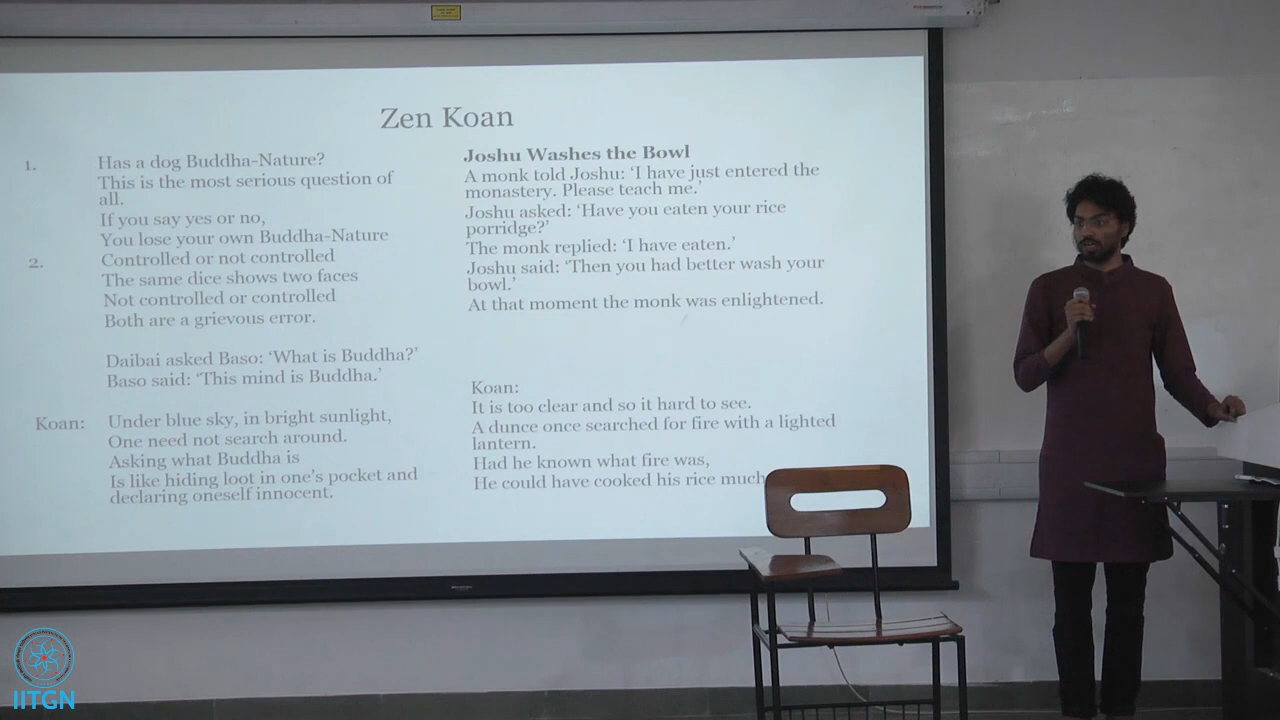 Zen Koan
1.
Has a dog Buddha-Nature?
This is the most serious question of
all.
If you say yes or no,
You lose your own Buddha-Nature
2.
Controlled or not controlled
The same dice shows two faces
Not controlled or controlled
Both are a grievous error.
Daibai asked Baso: ‘What is Buddha?’
Baso said: ‘This mind is Buddha.’
Koan:
Under blue sky, in bright sunlight,
One need not search around.
Asking what Buddha is
Is like hiding loot in one's pocket and
declaring oneself innocent.
Joshu Washes the Bowl
A monk told Joshu: ‘I have just entered the
monastery. Please teach me.’
Joshu asked: ‘Have you eaten your rice
porridge?’
The monk replied: ‘I have eaten.’
Joshu said: ‘Then you had better wash your
bowl.’
At that moment the monk was enlightened.
Koan:
It is too clear and so it hard to see.
A dunce once searched for fire with a lighted
lantern.
Had he known what fire was,
He could have cooked his rice much
IITGN